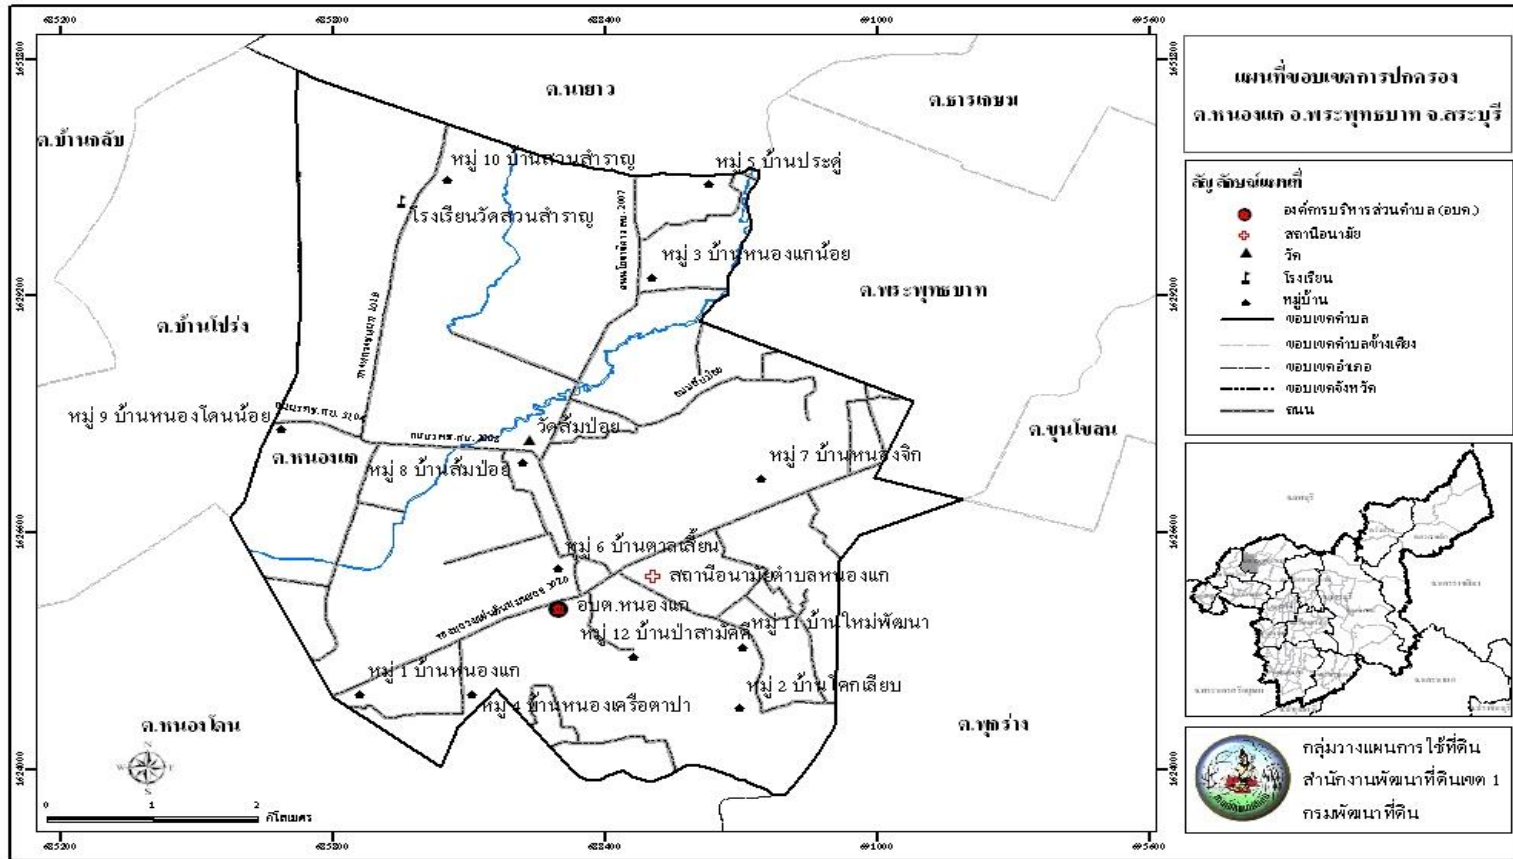 685200 685800 688400 691000 695600
1651800
1651800
แผนที่ขอบเขตการปกครอง
ต.หนองแก อ.พระพุทธบาท จ.สระบุรี
ต.นายาว
ต.ธารเกษม
ต.บ้านกลับ
หมู่ 10 บ้านสวนสำราญ
หมู่ 5 บ้านประดู่
โรงเรียนวัดสวนสำราญ
หมู่ 3 บ้านหนองแกน้อย
ต.พระพุทธบาท
ต.บ้านโปร่ง
1629200
1629200
สัญลักษณ์แผนที่
องค์การบริหารส่วนตำบล (อบต.)
สถานีอนามัย
วัด
โรงเรียน
หมู่บ้าน
ขอบเขตตำบล
ขอบเขตตำบลข้างเคียง
ขอบเขตอำเภอ
ขอบเขตจังหวัด
ถนน
หมู่ 9 บ้านหนองโดนน้อย
วัดส้มป่อย
ต.ขุนโขลน
ต.หนองแก
หมู่ 8 บ้านส้มป่อย
หมู่ 7 บ้านหนองจิก
1626600
1626600
หมู่ 6 บ้านตาลเสี้ยน
สถานีอนามัยตำบลหนองแก
อบต.หนองแก
หมู่ 11 บ้านใหม่พัฒนา
หมู่ 12 บ้านป่าสามัคคี
หมู่ 1 บ้านหนองแก
หมู่ 2 บ้านโคกเลียบ
หมู่ 4 บ้านหนองเครือตาปา
ต.หนองโดน
ต.พุกร่าง
1624000
1624000
N
W E
S
0 1 2
กิโลเมตร
685200 685800 688400 691000 695600
กลุ่มวางแผนการใช้ที่ดิน
สำนักงานพัฒนาที่ดินเขต 1
กรมพัฒนาที่ดิน